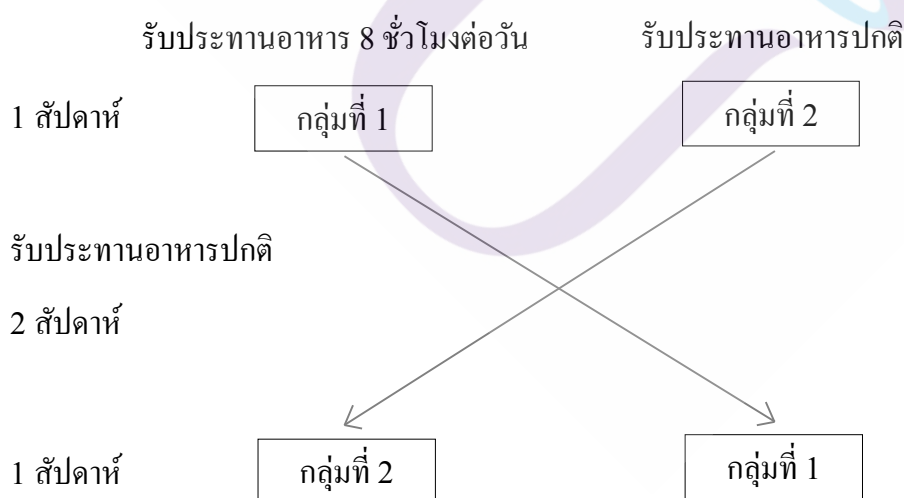 รับประทานอาหาร 8 ชั่วโมงต่อวัน รับประทานอาหารปกติ
1 สัปดาห์ กลุ่มที่ 1 กลุ่มที่ 2
รับประทานอาหารปกติ
2 สัปดาห์
1 สัปดาห์ กลุ่มที่ 2 กลุ่มที่ 1